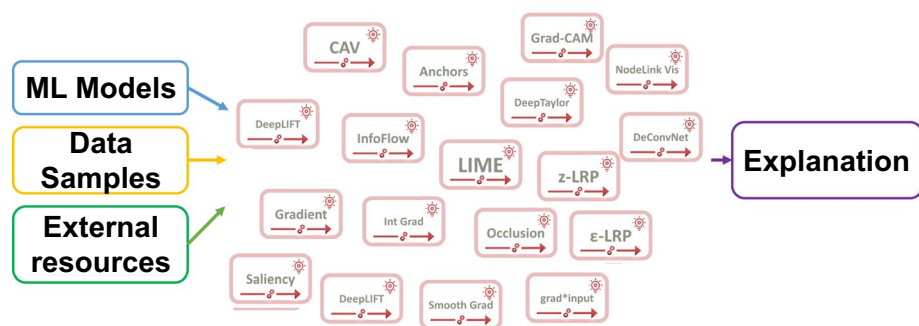 CAV
Grad-CAM
Anchors
NodeLink Vis
ML Models
DeepTaylor
DeepLIFT
InfoFlow
DeConvNet
Data
Samples
LIME
z-LRP
Explanation
External
resources
Gradient
Int Grad
Occlusion
ε-LRP
Saliency
DeepLIFT
Smooth Grad
grad*input